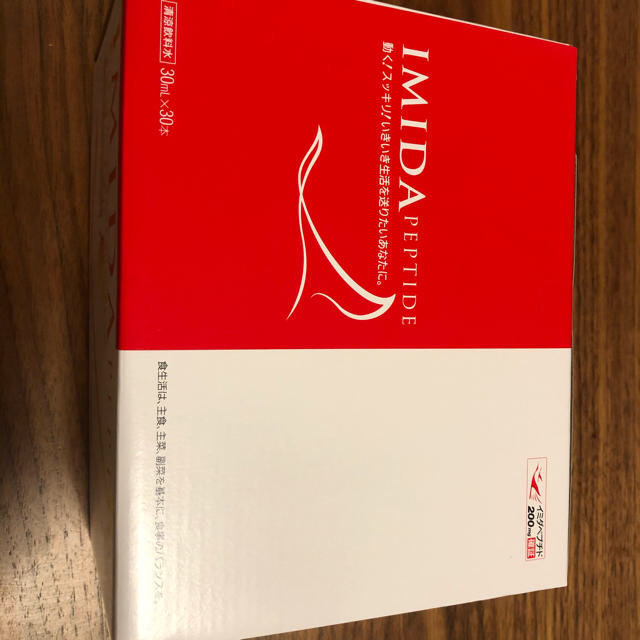 IMIDA PEPTIDE
動く!スッキリ!いきいき生活を送りたいあなたに。
清涼飲料水
30mL×30本
イミダペプチド
200mg 確証
食生活は、主食、主菜、副菜を基本に、食事のバランスを。